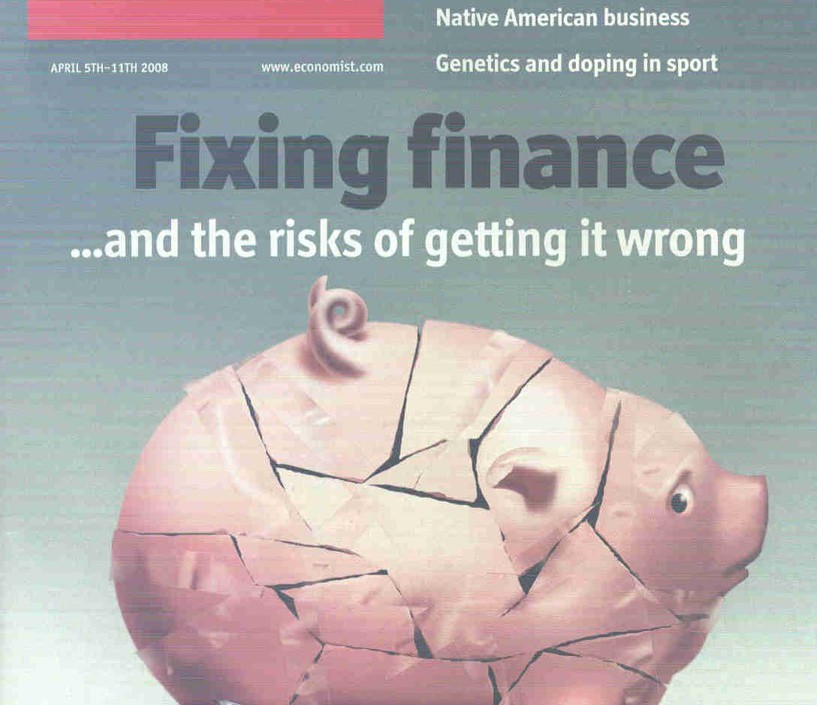 Native American business
APRIL 5TH–11TH 2008 www.economist.com Genetics and doping in sport
Fixing finance
...and the risks of getting it wrong